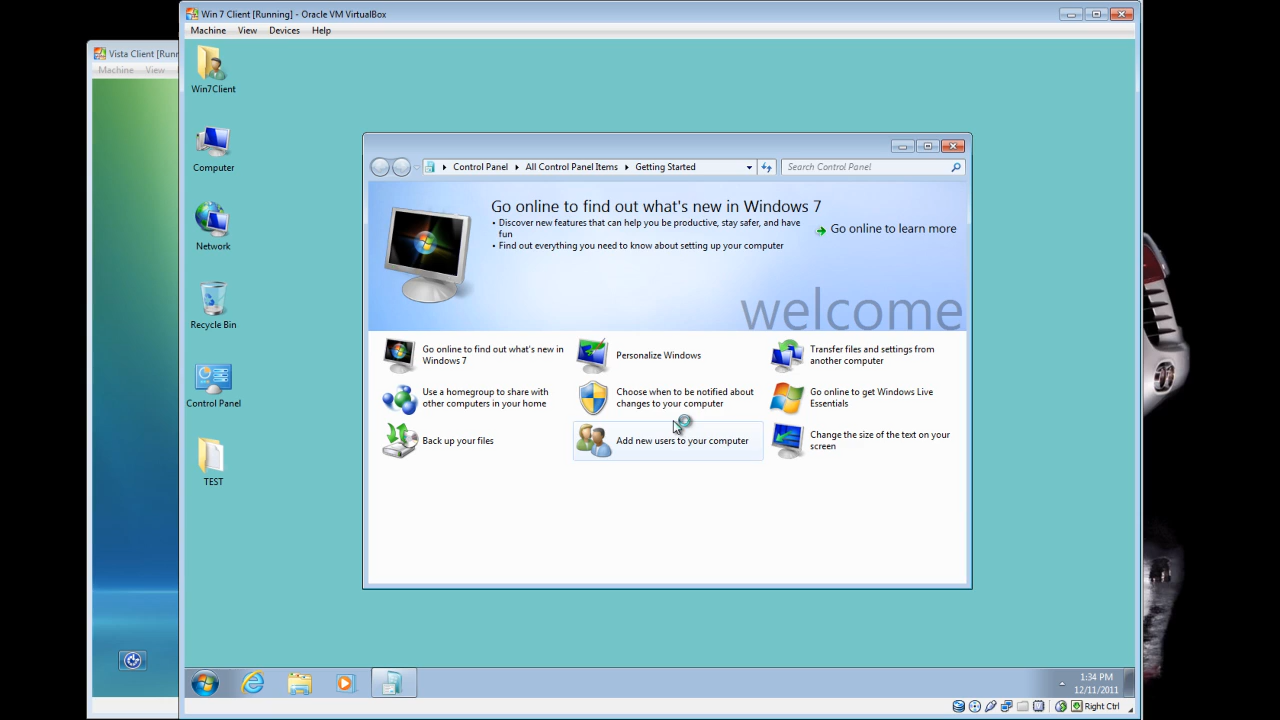 Win 7 Client [Running] - Oracle VM VirtualBox
Machine View Devices Help
Vista Client [Runn
Machine View
Win7Client
Computer
Network
Recycle Bin
Control Panel
TEST
Control Panel All Control Panel Items Getting Started
Search Control Panel
Go online to find out what's new in Windows 7
• Discover new features that can help you be productive, stay safer, and have
fun
• Find out everything you need to know about setting up your computer
Go online to learn more
welcome
Go online to find out what's new in
Windows 7
Personalize Windows
Transfer files and settings from
another computer
Use a homegroup to share with
other computers in your home
Choose when to be notified about
changes to your computer
Go online to get Windows Live
Essentials
Back up your files
Add new users to your computer
Change the size of the text on your
screen
1:34 PM
12/11/2011
Right Ctrl